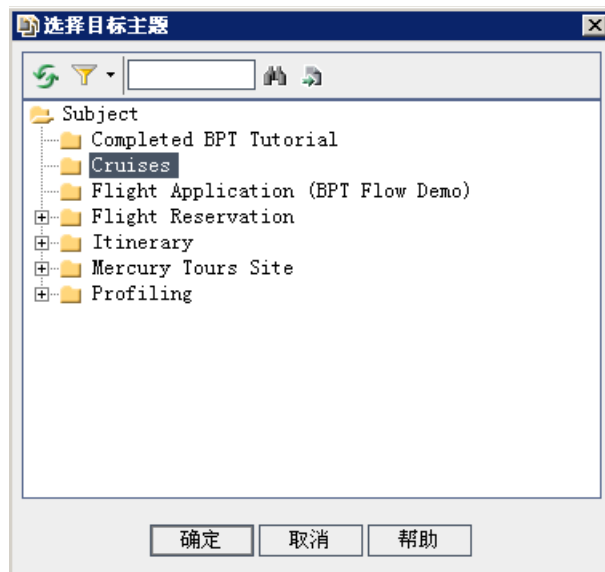 选择目标主题
Subject
Completed BPT Tutorial
Cruises
Flight Application (BPT Flow Demo)
Flight Reservation
Itinerary
Mercury Tours Site
Profiling
确定 取消 帮助